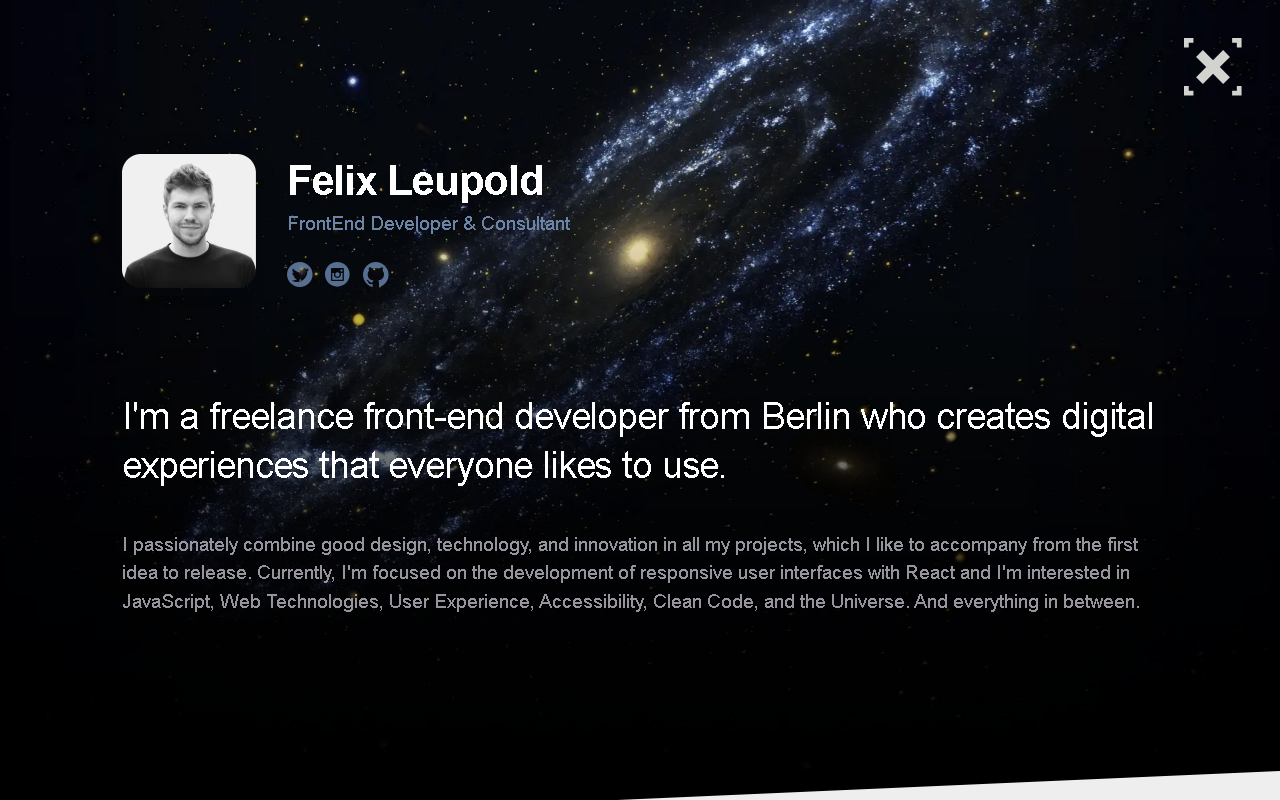 Felix Leupold
FrontEnd Developer & Consultant
I'm a freelance front-end developer from Berlin who creates digital
experiences that everyone likes to use.
I passionately combine good design, technology, and innovation in all my projects, which I like to accompany from the first
idea to release. Currently, I'm focused on the development of responsive user interfaces with React and I'm interested in
JavaScript, Web Technologies, User Experience, Accessibility, Clean Code, and the Universe. And everything in between.